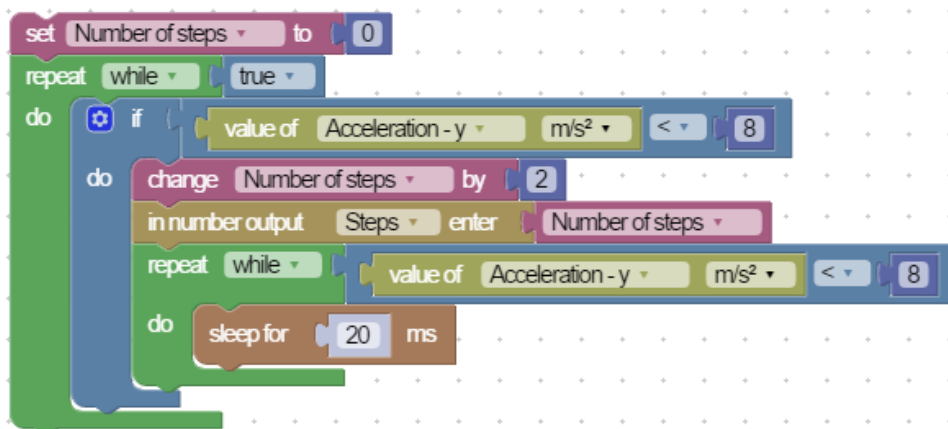 set Number of steps to 0
repeat while true
do if value of Acceleration - y m/s² < 8
do change Number of steps by 2
in number output Steps enter Number of steps
repeat while value of Acceleration - y m/s² < 8
do sleep for 20 ms